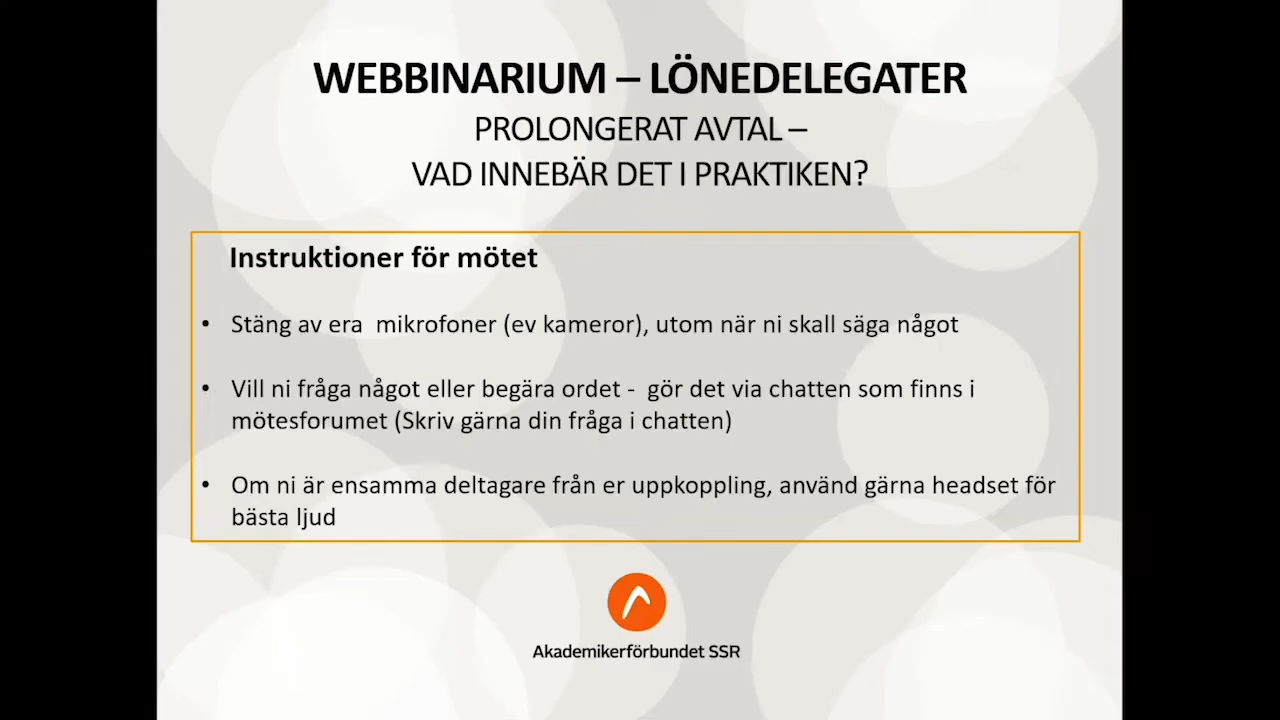 WEBBINARIUM – LÖNEDELEGATER
PROLONGERAT AVTAL –
VAD INNEBÄR DET I PRAKTIKEN?
Instruktioner för mötet
• Stäng av era  mikrofoner (ev kameror), utom när ni skall säga något
• Vill ni fråga något eller begära ordet -  gör det via chatten som finns i
mötesforumet (Skriv gärna din fråga i chatten)
• Om ni är ensamma deltagare från er uppkoppling, använd gärna headset för
bästa ljud
Akademikerförbundet SSR